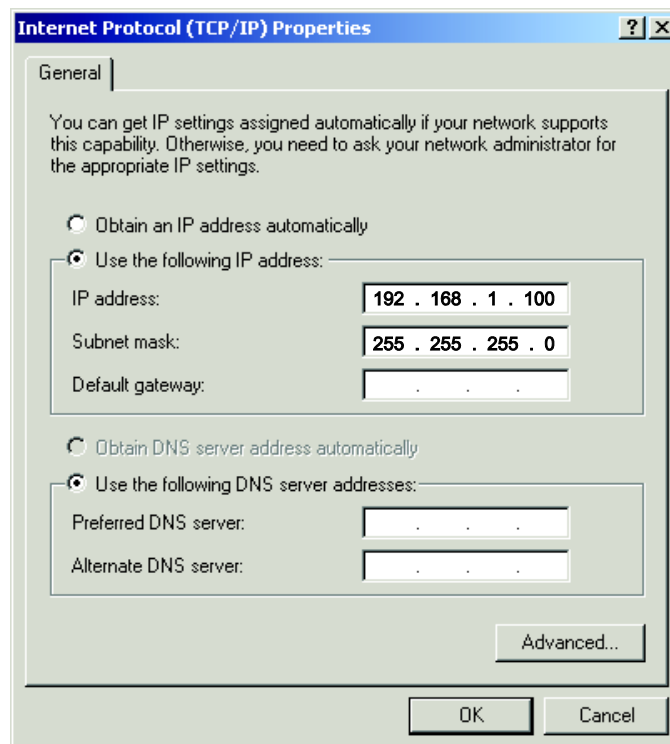 Internet Protocol (TCP/IP) Properties
General
You can get IP settings assigned automatically if your network supports
this capability. Otherwise, you need to ask your network administrator for
the appropriate IP settings.
Obtain an IP address automatically
Use the following IP address:
IP address: 192 . 168 . 1 . 100
Subnet mask: 255 . 255 . 255 . 0
Default gateway: . . .
Obtain DNS server address automatically
Use the following DNS server addresses:
Preferred DNS server: . . .
Alternate DNS server: . . .
Advanced...
OK Cancel